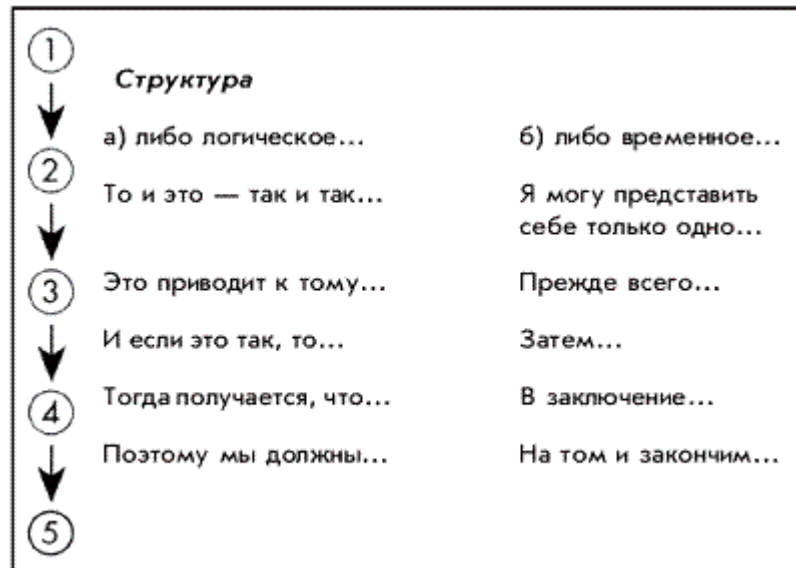 1
Структура
а) либо логическое...
б) либо временное...
2
То и это — так и так...
Я могу представить
себе только одно...
3
Это приводит к тому...
Прежде всего...
И если это так, то...
Затем...
4
Тогда получается, что...
В заключение...
Поэтому мы должны...
На том и закончим...
5